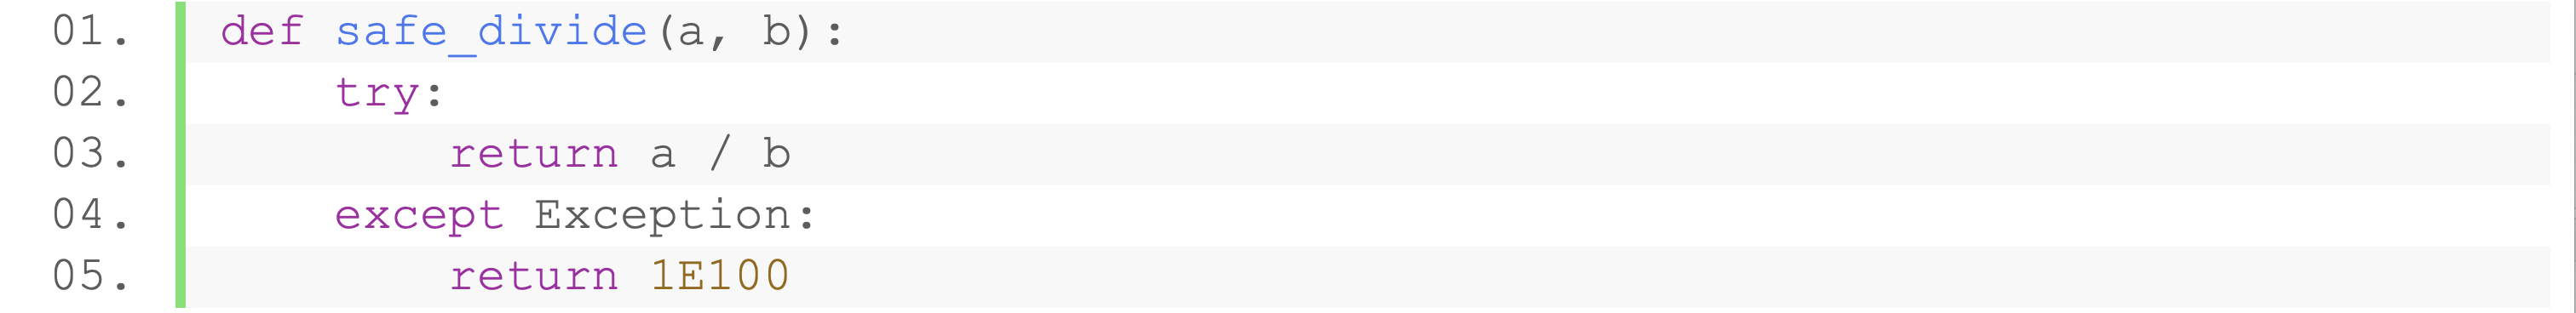 01. def safe_divide(a, b):
02.     try:
03.         return a / b
04.     except Exception:
05.         return 1E100